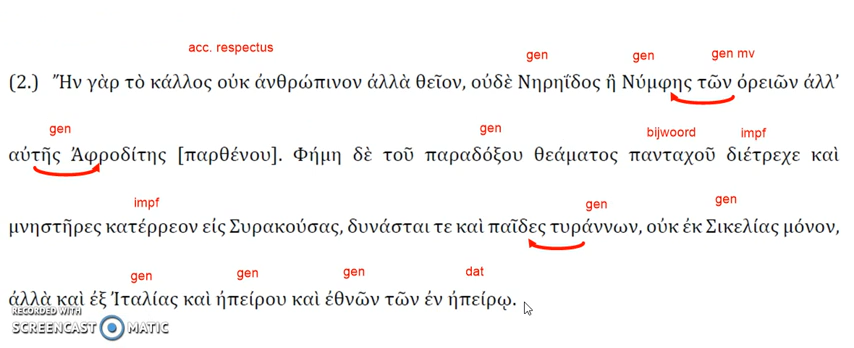 acc. respectus gen gen gen mv
(2.) Ἦν γὰρ τὸ κάλλος οὐκ ἀνθρώπινον ἀλλὰ θεῖον, οὐδὲ Νηρηΐδος ἢ Νύμφης τῶν ὀρειῶν ἀλλ’
gen gen bijwoord impf
αὐτῆς Ἀφροδίτης [παρθένου]. Φήμη δὲ τοῦ παραδόξου θεάματος πανταχοῦ διέτρεχε καὶ
impf gen gen
μνηστῆρες κατέρρεον εἰς Συρακούσας, δυνάσται τε καὶ παῖδες τυράννων, οὐκ ἐκ Σικελίας μόνον,
gen gen gen dat
ἀλλὰ καὶ ἐξ Ἰταλίας καὶ ἠπείρου καὶ ἐθνῶν τῶν ἐν ἠπείρῳ.
RECORDED WITH
SCREENCAST MATIC